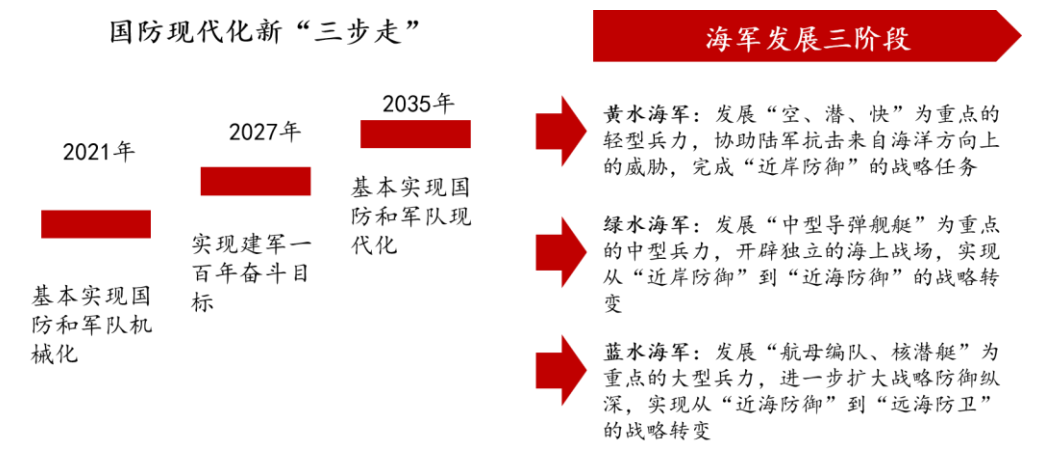 国防现代化新“三步走”
2021年
基本实现国
防和军队机
械化
2027年
实现建军一
百年奋斗目
标
2035年
基本实现国
防和军队现
代化
海军发展三阶段
黄水海军：发展“空、潜、快”为重点的
轻型兵力，协助陆军抗击来自海洋方向上
的威胁，完成“近岸防御”的战略任务
绿水海军：发展“中型导弹舰艇”为重点
的中型兵力，开辟独立的海上战场，实现
从“近岸防御”到“近海防御”的战略转
变
蓝水海军：发展“航母编队、核潜艇”为
重点的大型兵力，进一步扩大战略防御纵
深，实现从“近海防御”到“远海防卫”
的战略转变